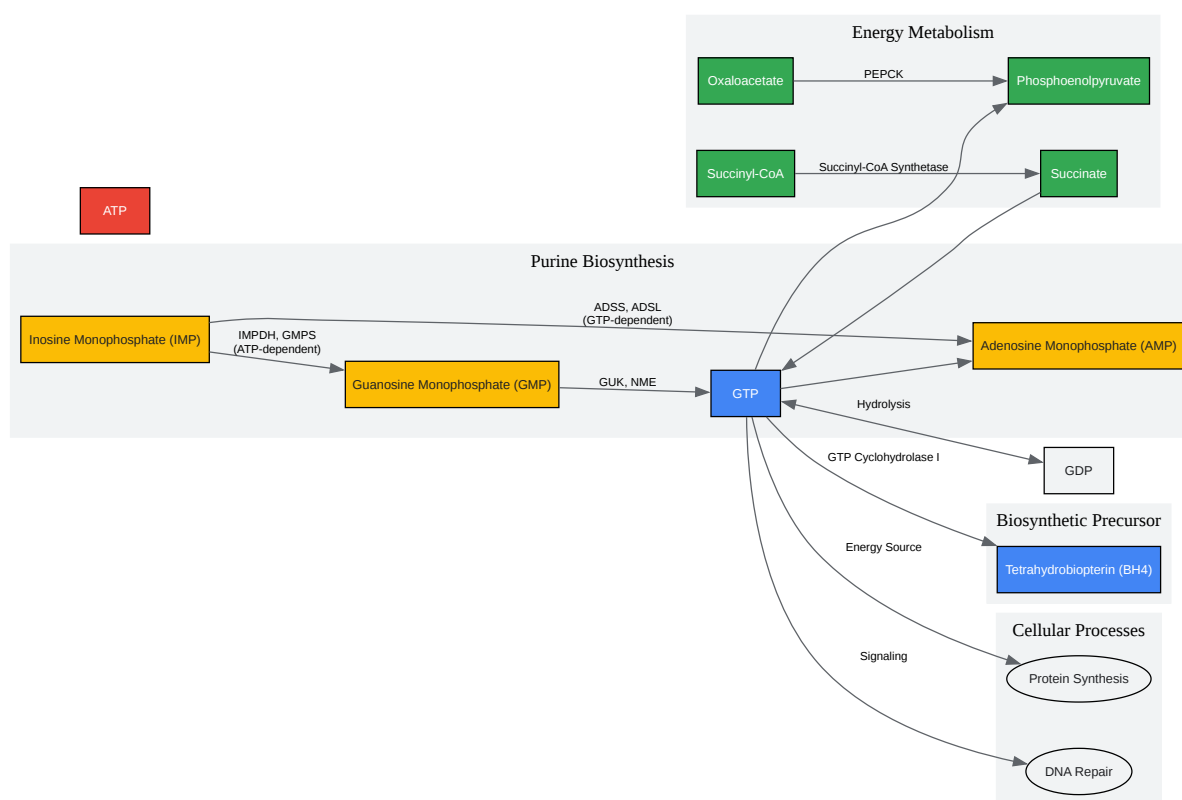 Energy Metabolism
Oxaloacetate
PEPCK
Phosphoenolpyruvate
Succinyl-CoA
Succinyl-CoA Synthetase
Succinate
ATP
Purine Biosynthesis
Inosine Monophosphate (IMP)
ADSS, ADSL
(GTP-dependent)
IMPDH, GMPS
(ATP-dependent)
Adenosine Monophosphate (AMP)
Guanosine Monophosphate (GMP)
GUK, NME
GTP
Hydrolysis
GDP
GTP Cyclohydrolase I
Biosynthetic Precursor
Tetrahydrobiopterin (BH4)
Energy Source
Cellular Processes
Signaling
Protein Synthesis
DNA Repair